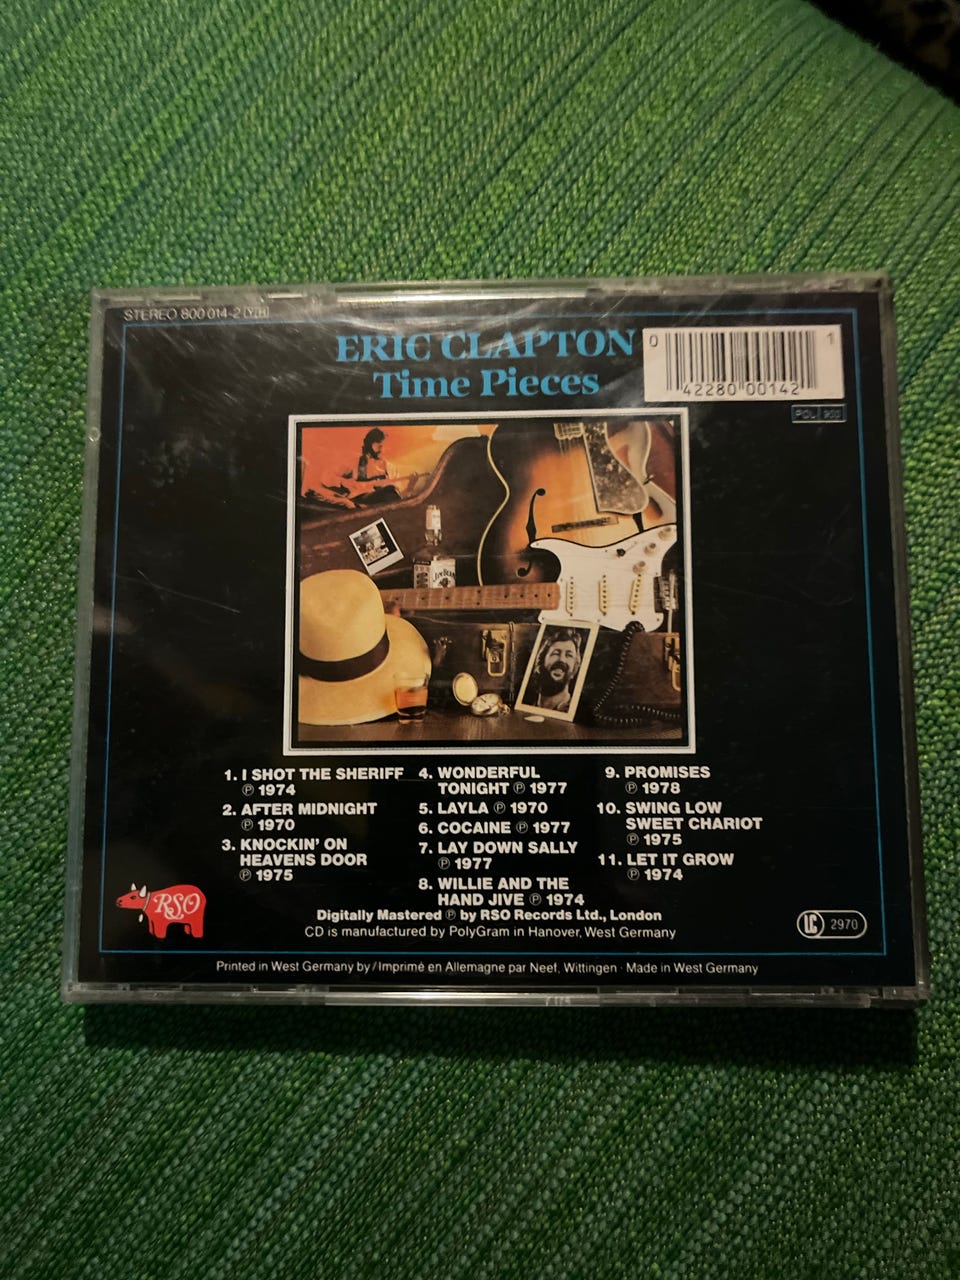 STEREO 800 014-2 (YH)
ERIC CLAPTON
Time Pieces
0 42280 00142 1
POL 900
JIM BEAM
1. I SHOT THE SHERIFF
Ⓟ 1974
2. AFTER MIDNIGHT
Ⓟ 1970
3. KNOCKIN' ON
HEAVENS DOOR
Ⓟ 1975
4. WONDERFUL
TONIGHT Ⓟ 1977
5. LAYLA Ⓟ 1970
6. COCAINE Ⓟ 1977
7. LAY DOWN SALLY
Ⓟ 1977
8. WILLIE AND THE
HAND JIVE Ⓟ 1974
9. PROMISES
Ⓟ 1978
10. SWING LOW
SWEET CHARIOT
Ⓟ 1975
11. LET IT GROW
Ⓟ 1974
RSO
Digitally Mastered Ⓟ by RSO Records Ltd., London
CD is manufactured by PolyGram in Hanover, West Germany
LC 2970
Printed in West Germany by/Imprimé en Allemagne par Neef, Wittingen · Made in West Germany